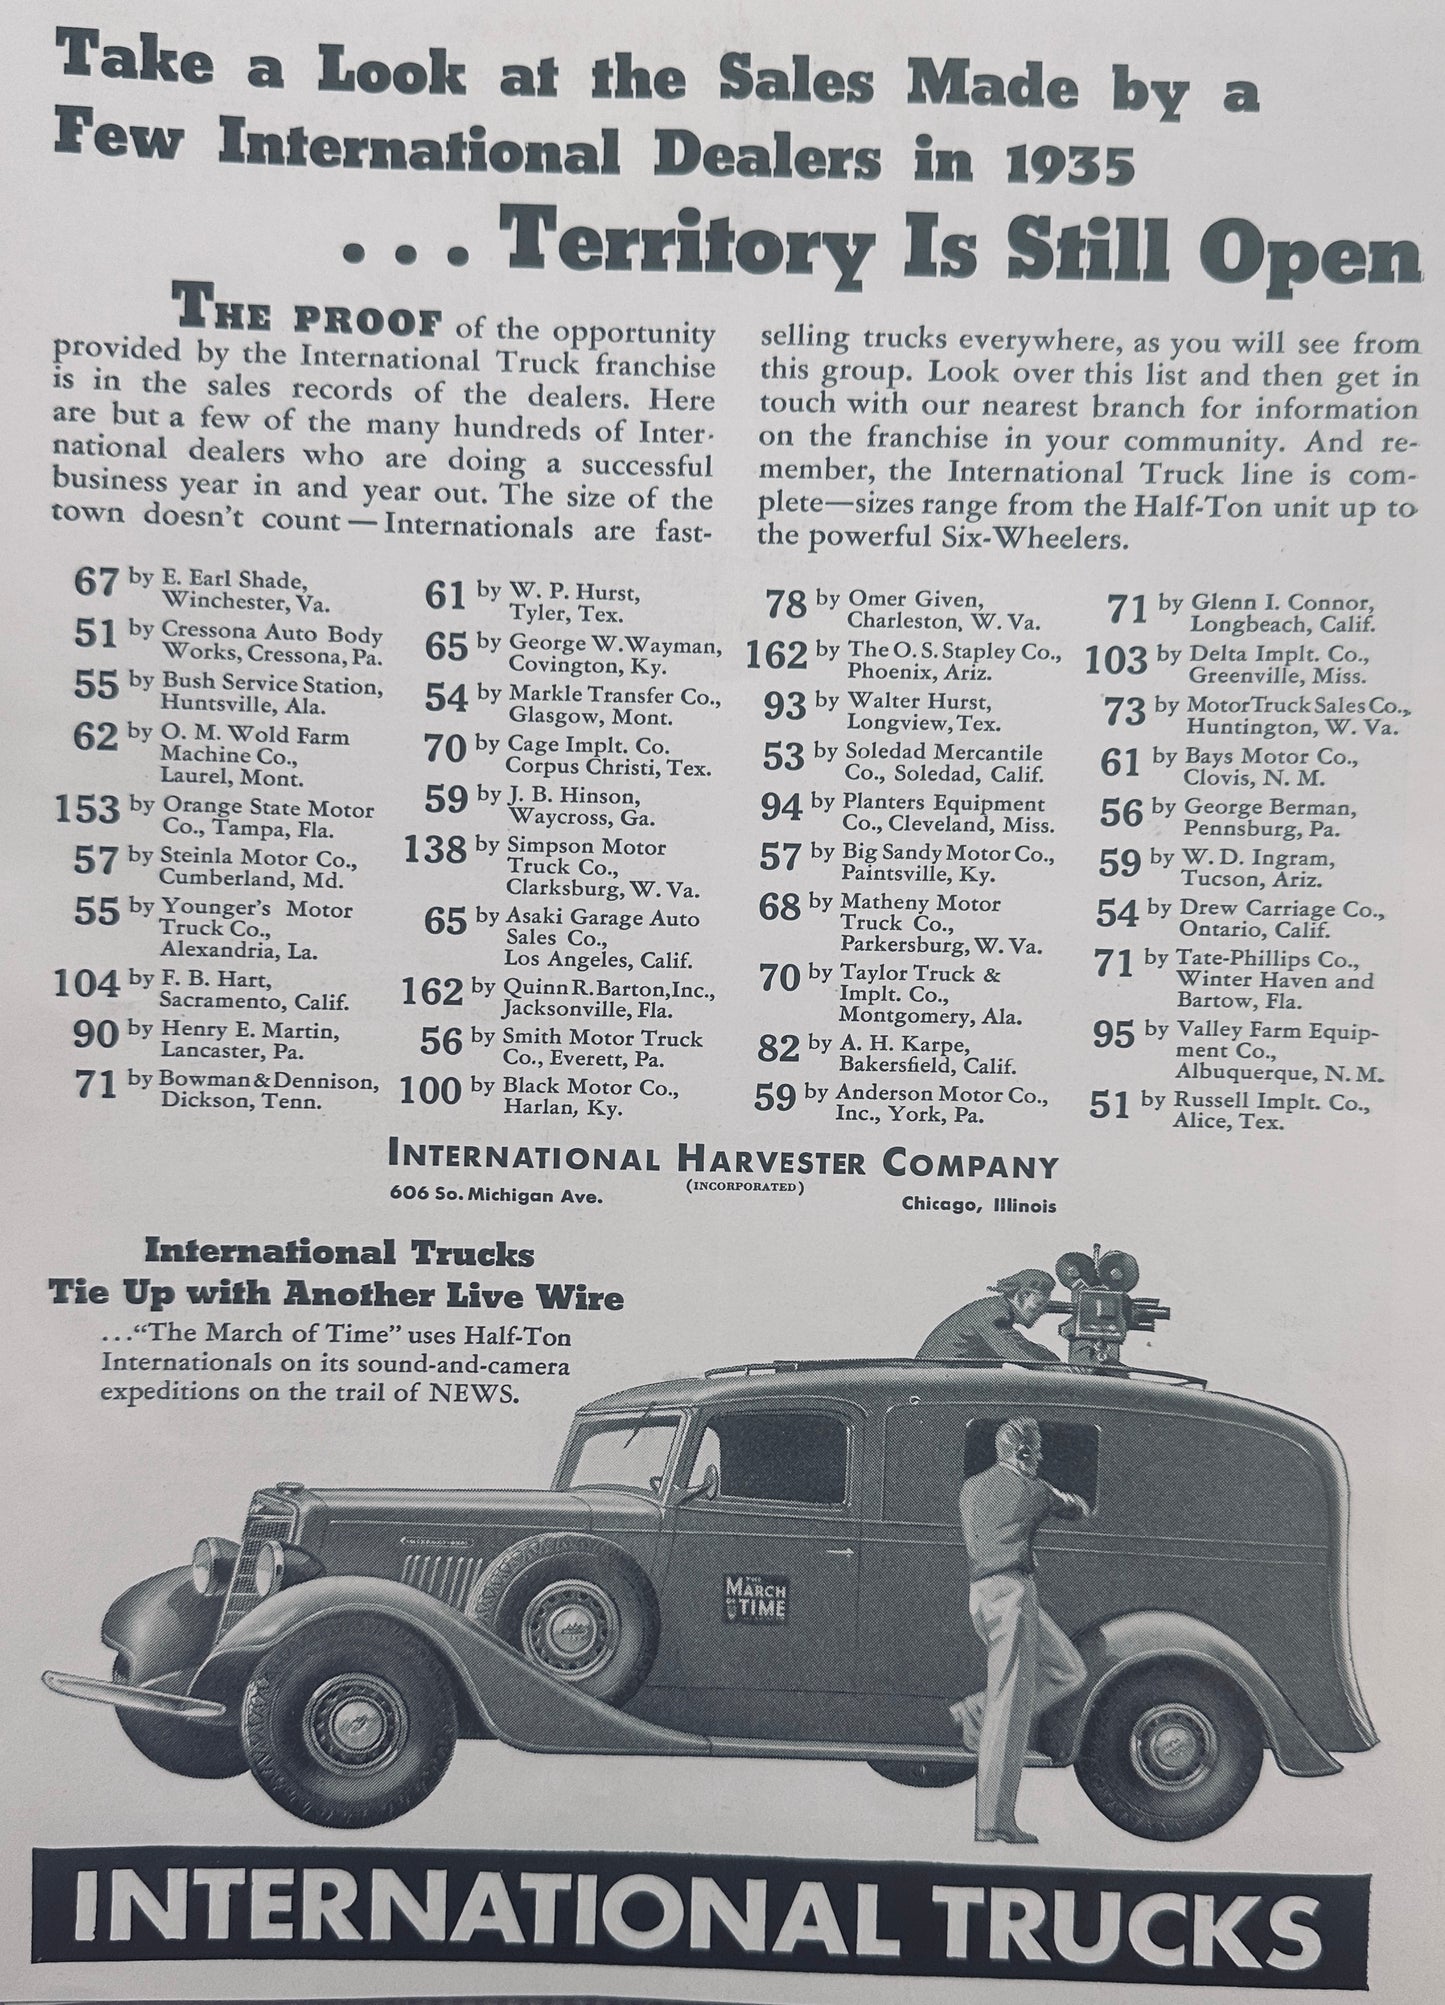 Take a Look at the Sales Made by a
Few International Dealers in 1935
... Territory Is Still Open
THE PROOF of the opportunity
provided by the International Truck franchise
is in the sales records of the dealers. Here
are but a few of the many hundreds of Inter-
national dealers who are doing a successful
business year in and year out. The size of the
town doesn't count—Internationals are fast-
selling trucks everywhere, as you will see from
this group. Look over this list and then get in
touch with our nearest branch for information
on the franchise in your community. And re-
member, the International Truck line is com-
plete—sizes range from the Half-Ton unit up to
the powerful Six-Wheelers.
67 by E. Earl Shade,
Winchester, Va.
51 by Cressona Auto Body
Works, Cressona, Pa.
55 by Bush Service Station,
Huntsville, Ala.
62 by O. M. Wold Farm
Machine Co.,
Laurel, Mont.
153 by Orange State Motor
Co., Tampa, Fla.
57 by Steinla Motor Co.,
Cumberland, Md.
55 by Younger's Motor
Truck Co.,
Alexandria, La.
104 by F. B. Hart,
Sacramento, Calif.
90 by Henry E. Martin,
Lancaster, Pa.
71 by Bowman & Dennison,
Dickson, Tenn.
61 by W. P. Hurst,
Tyler, Tex.
65 by George W. Wayman,
Covington, Ky.
54 by Markle Transfer Co.,
Glasgow, Mont.
70 by Cage Implt. Co.
Corpus Christi, Tex.
59 by J. B. Hinson,
Waycross, Ga.
138 by Simpson Motor
Truck Co.,
Clarksburg, W. Va.
65 by Asaki Garage Auto
Sales Co.,
Los Angeles, Calif.
162 by Quinn R. Barton, Inc.,
Jacksonville, Fla.
56 by Smith Motor Truck
Co., Everett, Pa.
100 by Black Motor Co.,
Harlan, Ky.
78 by Omer Given,
Charleston, W. Va.
162 by The O. S. Stapley Co.,
Phoenix, Ariz.
93 by Walter Hurst,
Longview, Tex.
53 by Soledad Mercantile
Co., Soledad, Calif.
94 by Planters Equipment
Co., Cleveland, Miss.
57 by Big Sandy Motor Co.,
Paintsville, Ky.
68 by Matheny Motor
Truck Co.,
Parkersburg, W. Va.
70 by Taylor Truck &
Implt. Co.,
Montgomery, Ala.
82 by A. H. Karpe,
Bakersfield, Calif.
59 by Anderson Motor Co.,
Inc., York, Pa.
71 by Glenn I. Connor,
Longbeach, Calif.
103 by Delta Implt. Co.,
Greenville, Miss.
73 by Motor Truck Sales Co.,
Huntington, W. Va.
61 by Bays Motor Co.,
Clovis, N. M.
56 by George Berman,
Pennsburg, Pa.
59 by W. D. Ingram,
Tucson, Ariz.
54 by Drew Carriage Co.,
Ontario, Calif.
71 by Tate-Phillips Co.,
Winter Haven and
Bartow, Fla.
95 by Valley Farm Equip-
ment Co.,
Albuquerque, N. M.
51 by Russell Implt. Co.,
Alice, Tex.
INTERNATIONAL HARVESTER COMPANY
(INCORPORATED)
606 So. Michigan Ave. Chicago, Illinois
International Trucks
Tie Up with Another Live Wire
..."The March of Time" uses Half-Ton
Internationals on its sound-and-camera
expeditions on the trail of NEWS.
INTERNATIONAL
THE
MARCH
OF TIME
INTERNATIONAL TRUCKS